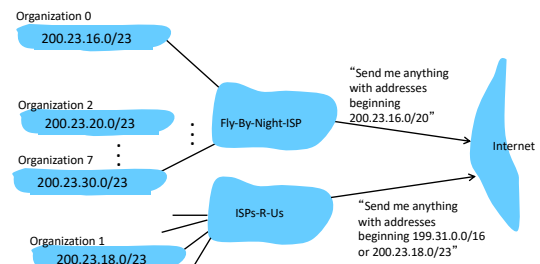 Organization 0
200.23.16.0/23
Organization 2
200.23.20.0/23
Organization 7
200.23.30.0/23
Fly-By-Night-ISP
“Send me anything
with addresses
beginning
200.23.16.0/20”
Internet
ISPs-R-Us
“Send me anything
with addresses
beginning 199.31.0.0/16
or 200.23.18.0/23”
Organization 1
200.23.18.0/23